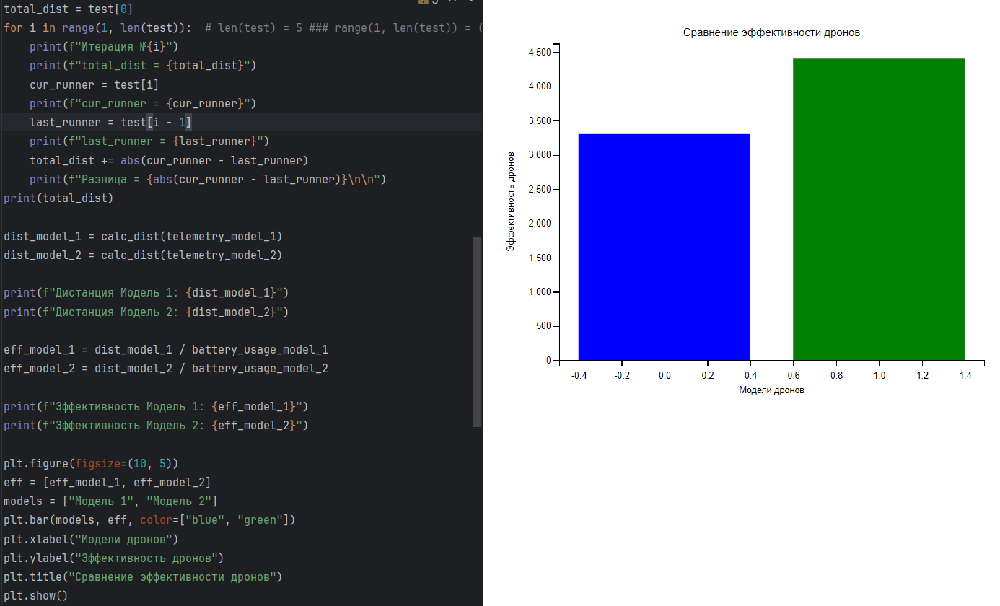 total_dist = test[0]
for i in range(1, len(test)):  # len(test) = 5 ### range(1, len(test)) = (
    print(f"Итерация №{i}")
    print(f"total_dist = {total_dist}")
    cur_runner = test[i]
    print(f"cur_runner = {cur_runner}")
    last_runner = test[i - 1]
    print(f"last_runner = {last_runner}")
    total_dist += abs(cur_runner - last_runner)
    print(f"Разница = {abs(cur_runner - last_runner)}\n\n")
print(total_dist)
dist_model_1 = calc_dist(telemetry_model_1)
dist_model_2 = calc_dist(telemetry_model_2)
print(f"Дистанция Модель 1: {dist_model_1}")
print(f"Дистанция Модель 2: {dist_model_2}")
eff_model_1 = dist_model_1 / battery_usage_model_1
eff_model_2 = dist_model_2 / battery_usage_model_2
print(f"Эффективность Модель 1: {eff_model_1}")
print(f"Эффективность Модель 2: {eff_model_2}")
plt.figure(figsize=(10, 5))
eff = [eff_model_1, eff_model_2]
models = ["Модель 1", "Модель 2"]
plt.bar(models, eff, color=["blue", "green"])
plt.xlabel("Модели дронов")
plt.ylabel("Эффективность дронов")
plt.title("Сравнение эффективности дронов")
plt.show()
Сравнение эффективности дронов
4,500
4,000
3,500
3,000
2,500
2,000
1,500
1,000
500
0
Эффективность дронов
-0.4 -0.2 0.0 0.2 0.4 0.6 0.8 1.0 1.2 1.4
Модели дронов